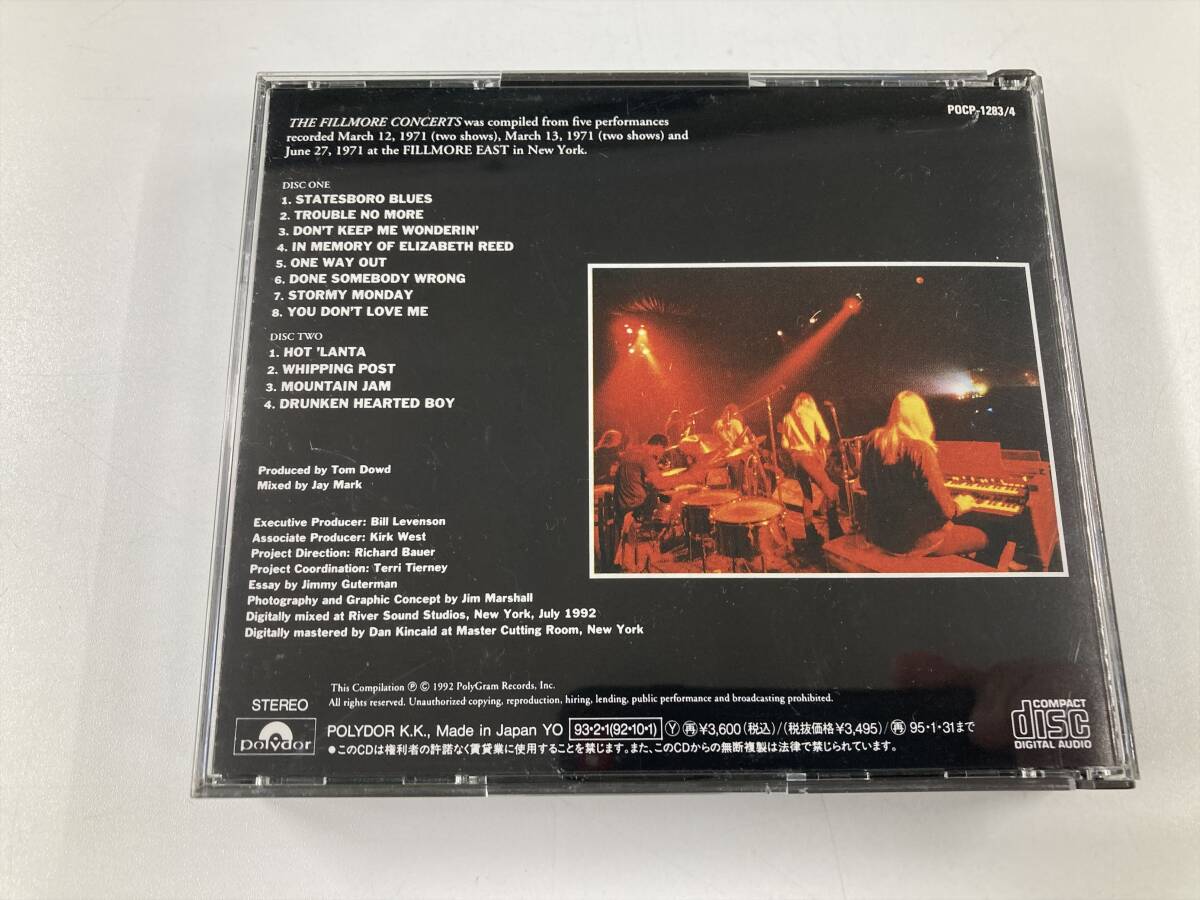 POCP-1283/4
THE FILLMORE CONCERTS was compiled from five performances
recorded March 12, 1971 (two shows), March 13, 1971 (two shows) and
June 27, 1971 at the FILLMORE EAST in New York.
DISC ONE
1. STATESBORO BLUES
2. TROUBLE NO MORE
3. DON'T KEEP ME WONDERIN'
4. IN MEMORY OF ELIZABETH REED
5. ONE WAY OUT
6. DONE SOMEBODY WRONG
7. STORMY MONDAY
8. YOU DON'T LOVE ME
DISC TWO
1. HOT 'LANTA
2. WHIPPING POST
3. MOUNTAIN JAM
4. DRUNKEN HEARTED BOY
Produced by Tom Dowd
Mixed by Jay Mark
Executive Producer: Bill Levenson
Associate Producer: Kirk West
Project Direction: Richard Bauer
Project Coordination: Terri Tierney
Essay by Jimmy Guterman
Photography and Graphic Concept by Jim Marshall
Digitally mixed at River Sound Studios, New York, July 1992
Digitally mastered by Dan Kincaid at Master Cutting Room, New York
This Compilation ℗ © 1992 PolyGram Records, Inc.
All rights reserved. Unauthorized copying, reproduction, hiring, lending, public performance and broadcasting prohibited.
STEREO
polydor
POLYDOR K.K., Made in Japan YO 93・2・1(92・10・1) Ⓨ 再 ¥3,600(税込)/(税抜価格¥3,495)/ 再 95・1・31まで
●このCDは権利者の許諾なく賃貸業に使用することを禁じます。また、このCDからの無断複製は法律で禁じられています。
COMPACT
disc
DIGITAL AUDIO